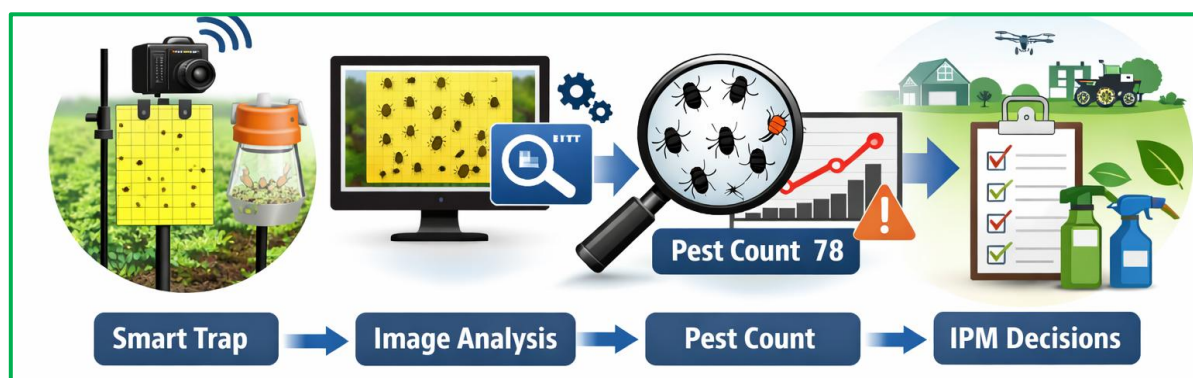 Pest Count 78
Smart Trap
Image Analysis
Pest Count
IPM Decisions